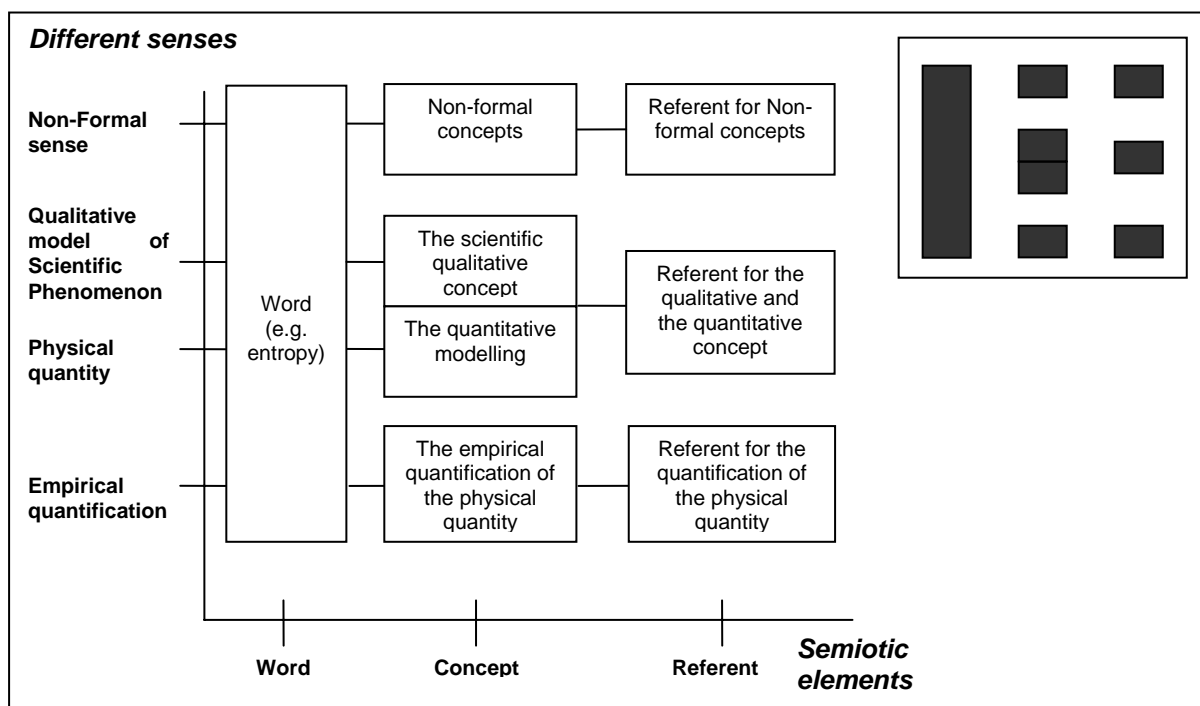 Different senses
Non-Formal
sense
Qualitative
model of
Scientific
Phenomenon
Physical
quantity
Empirical
quantification
Word
(e.g.
entropy)
Non-formal
concepts
Referent for Non-
formal concepts
The scientific
qualitative
concept
The quantitative
modelling
Referent for the
qualitative and
the quantitative
concept
The empirical
quantification of
the physical
quantity
Referent for the
quantification of
the physical
quantity
Word
Concept
Referent
Semiotic
elements